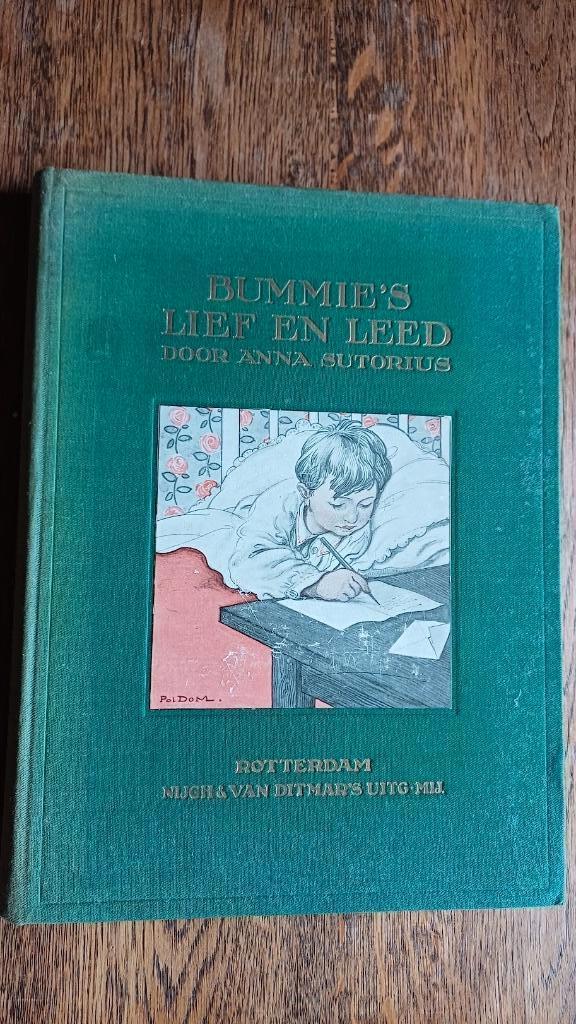 BUMMIE'S
LIEF EN LEED
DOOR ANNA SUTORIUS
POL DOM.
ROTTERDAM
NIJGH & VAN DITMAR'S UITG·MIJ.